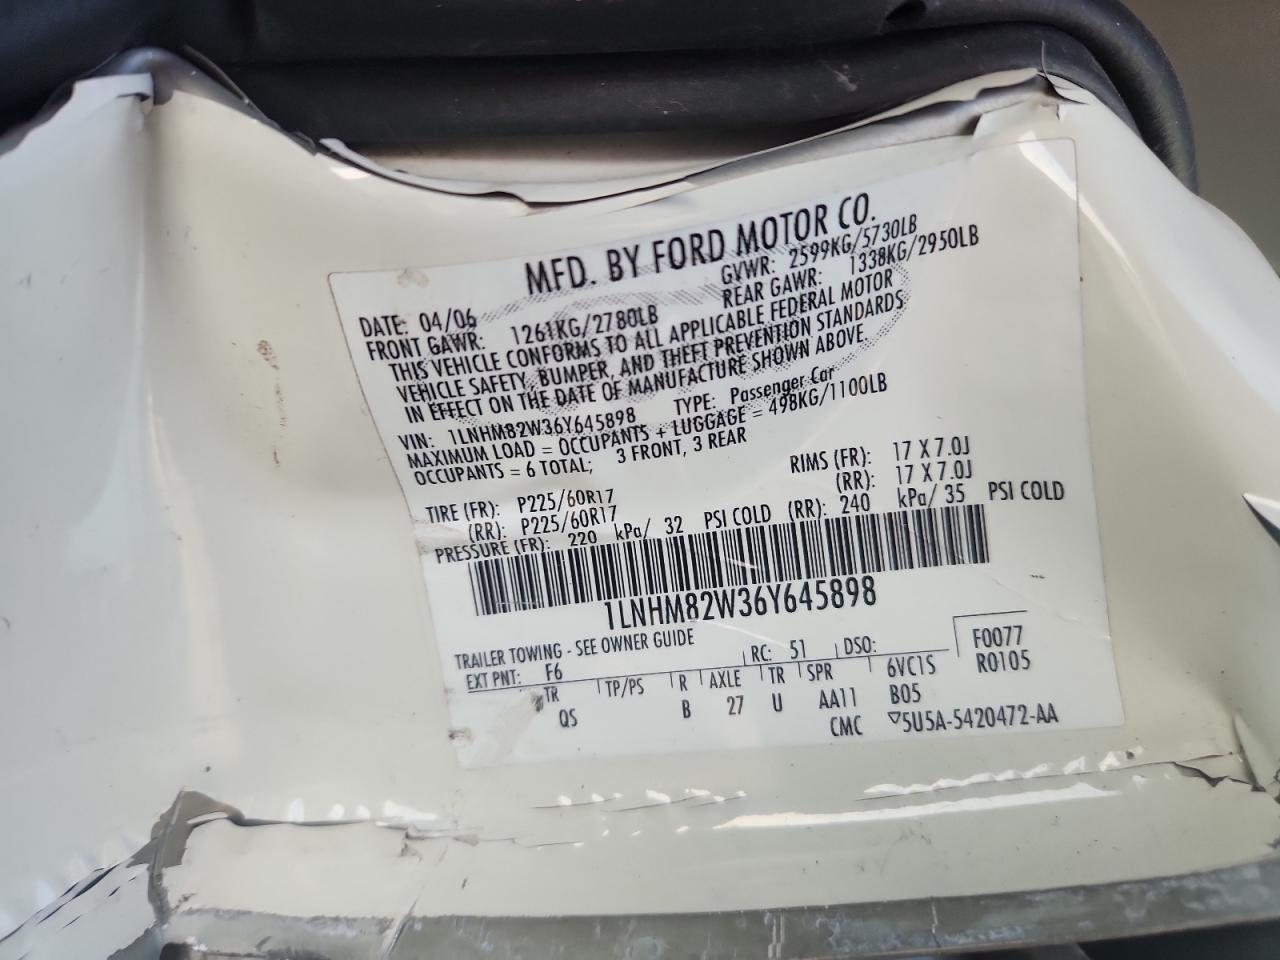 MFD. BY FORD MOTOR CO.
DATE: 04/06 GVWR: 2599KG/5730LB
FRONT GAWR: 1261KG/2780LB REAR GAWR: 1338KG/2950LB
THIS VEHICLE CONFORMS TO ALL APPLICABLE FEDERAL MOTOR
VEHICLE SAFETY, BUMPER, AND THEFT PREVENTION STANDARDS
IN EFFECT ON THE DATE OF MANUFACTURE SHOWN ABOVE.
VIN: 1LNHM82W36Y645898 TYPE: Passenger Car
MAXIMUM LOAD = OCCUPANTS + LUGGAGE = 498KG/1100LB
OCCUPANTS = 6 TOTAL; 3 FRONT, 3 REAR
TIRE (FR): P225/60R17 RIMS (FR): 17 X 7.0J
(RR): P225/60R17 (RR): 17 X 7.0J
PRESSURE (FR): 220 kPa/ 32 PSI COLD (RR): 240 kPa/ 35 PSI COLD
1LNHM82W36Y645898
TRAILER TOWING - SEE OWNER GUIDE
EXT PNT: F6 RC: 51 DSO: F0077
TR TP/PS R AXLE TR SPR 6VC1S R0105
QS B 27 U AA11 B05
CMC ▽5U5A-5420472-AA